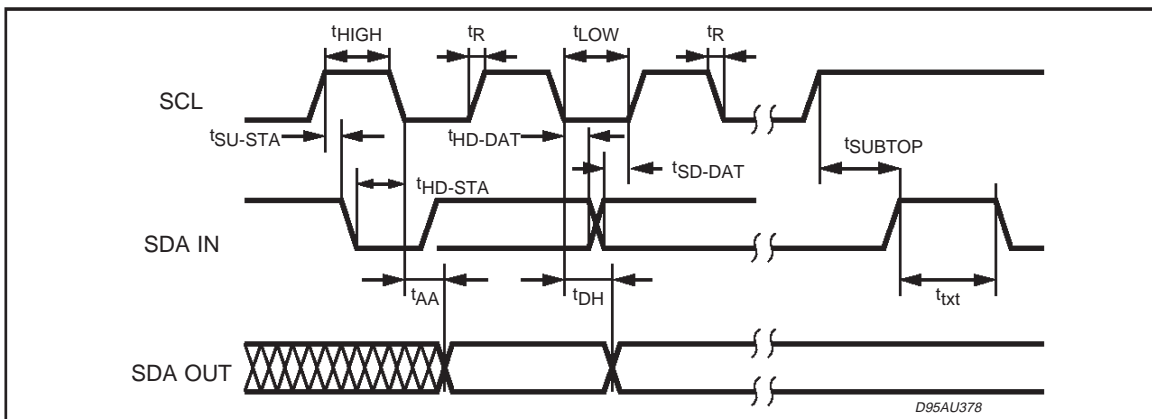 tHIGH tR tLOW tR
SCL
tSU-STA tHD-DAT tSUBTOP
tHD-STA tSD-DAT
SDA IN
tAA tDH ttxt
SDA OUT
D95AU378